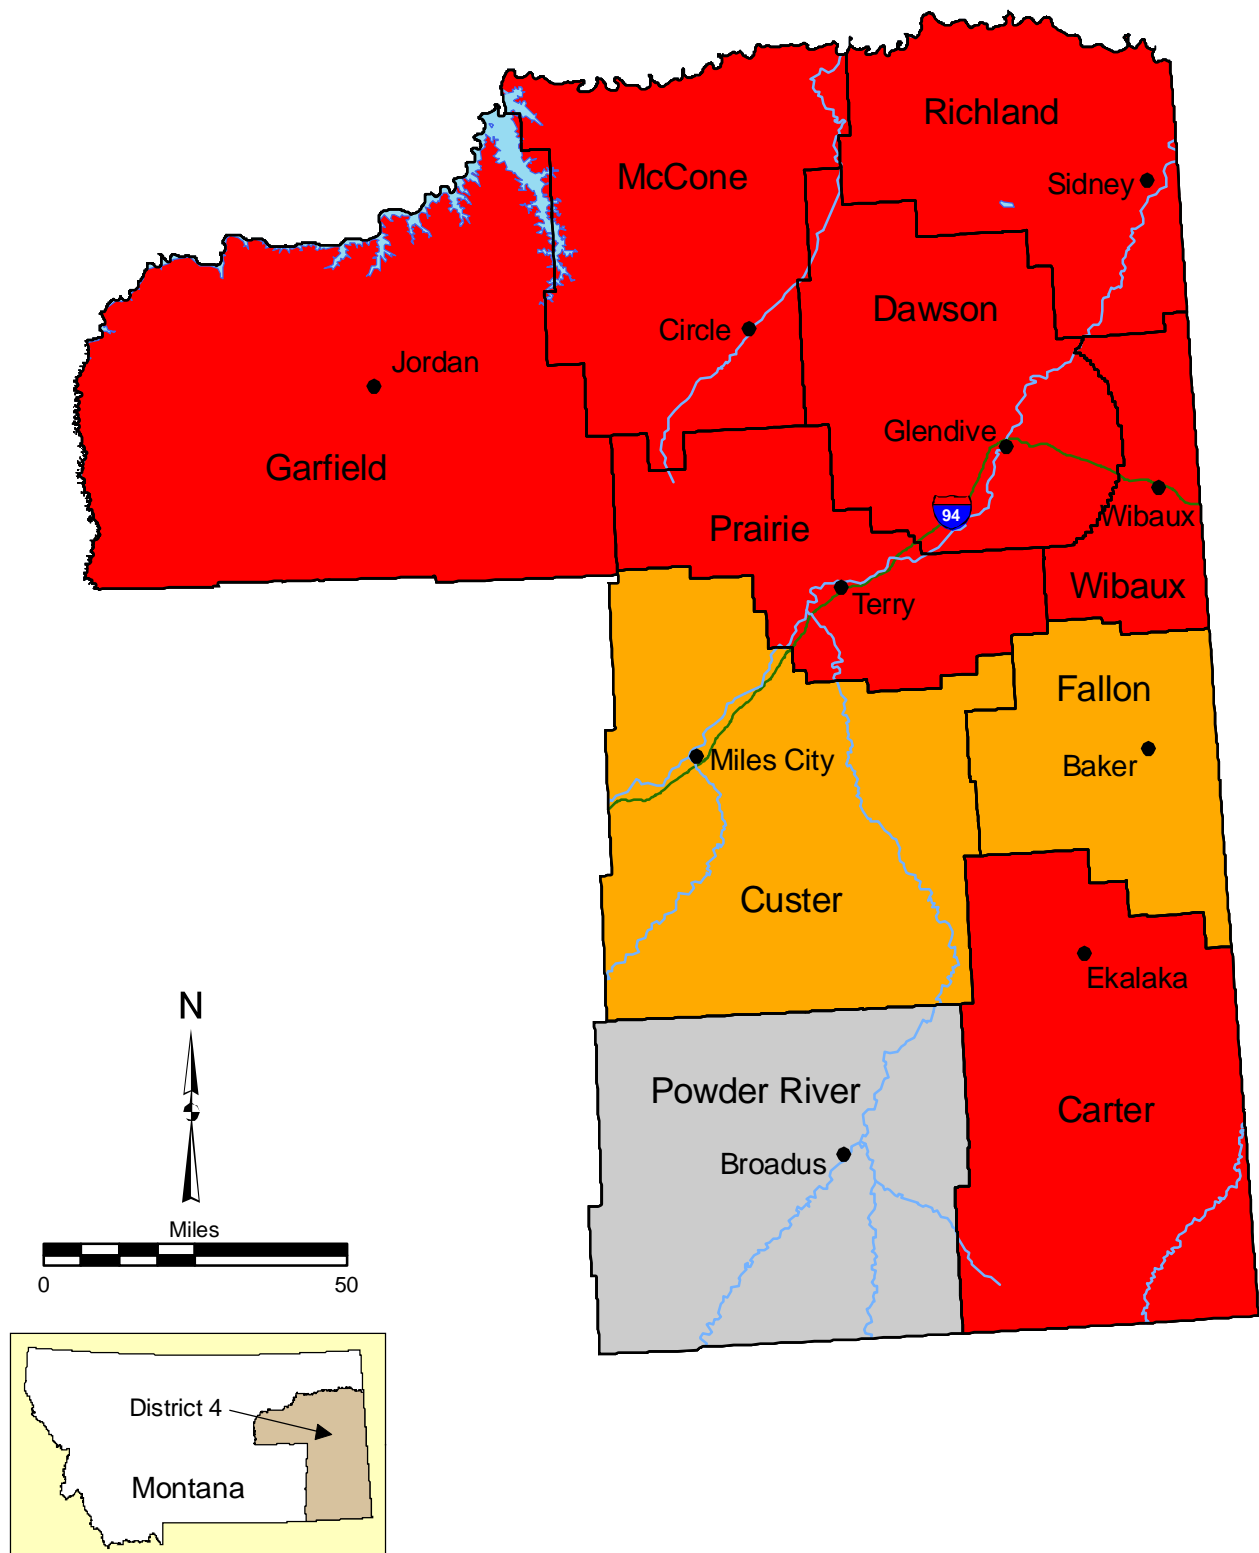 Richland
McCone
Sidney
Dawson
Circle
Jordan
Glendive
Garfield
94
Wibaux
Prairie
Wibaux
Terry
Fallon
Miles City
Baker
Custer
Ekalaka
N
Powder River
Carter
Broadus
Miles
0 50
District 4
Montana